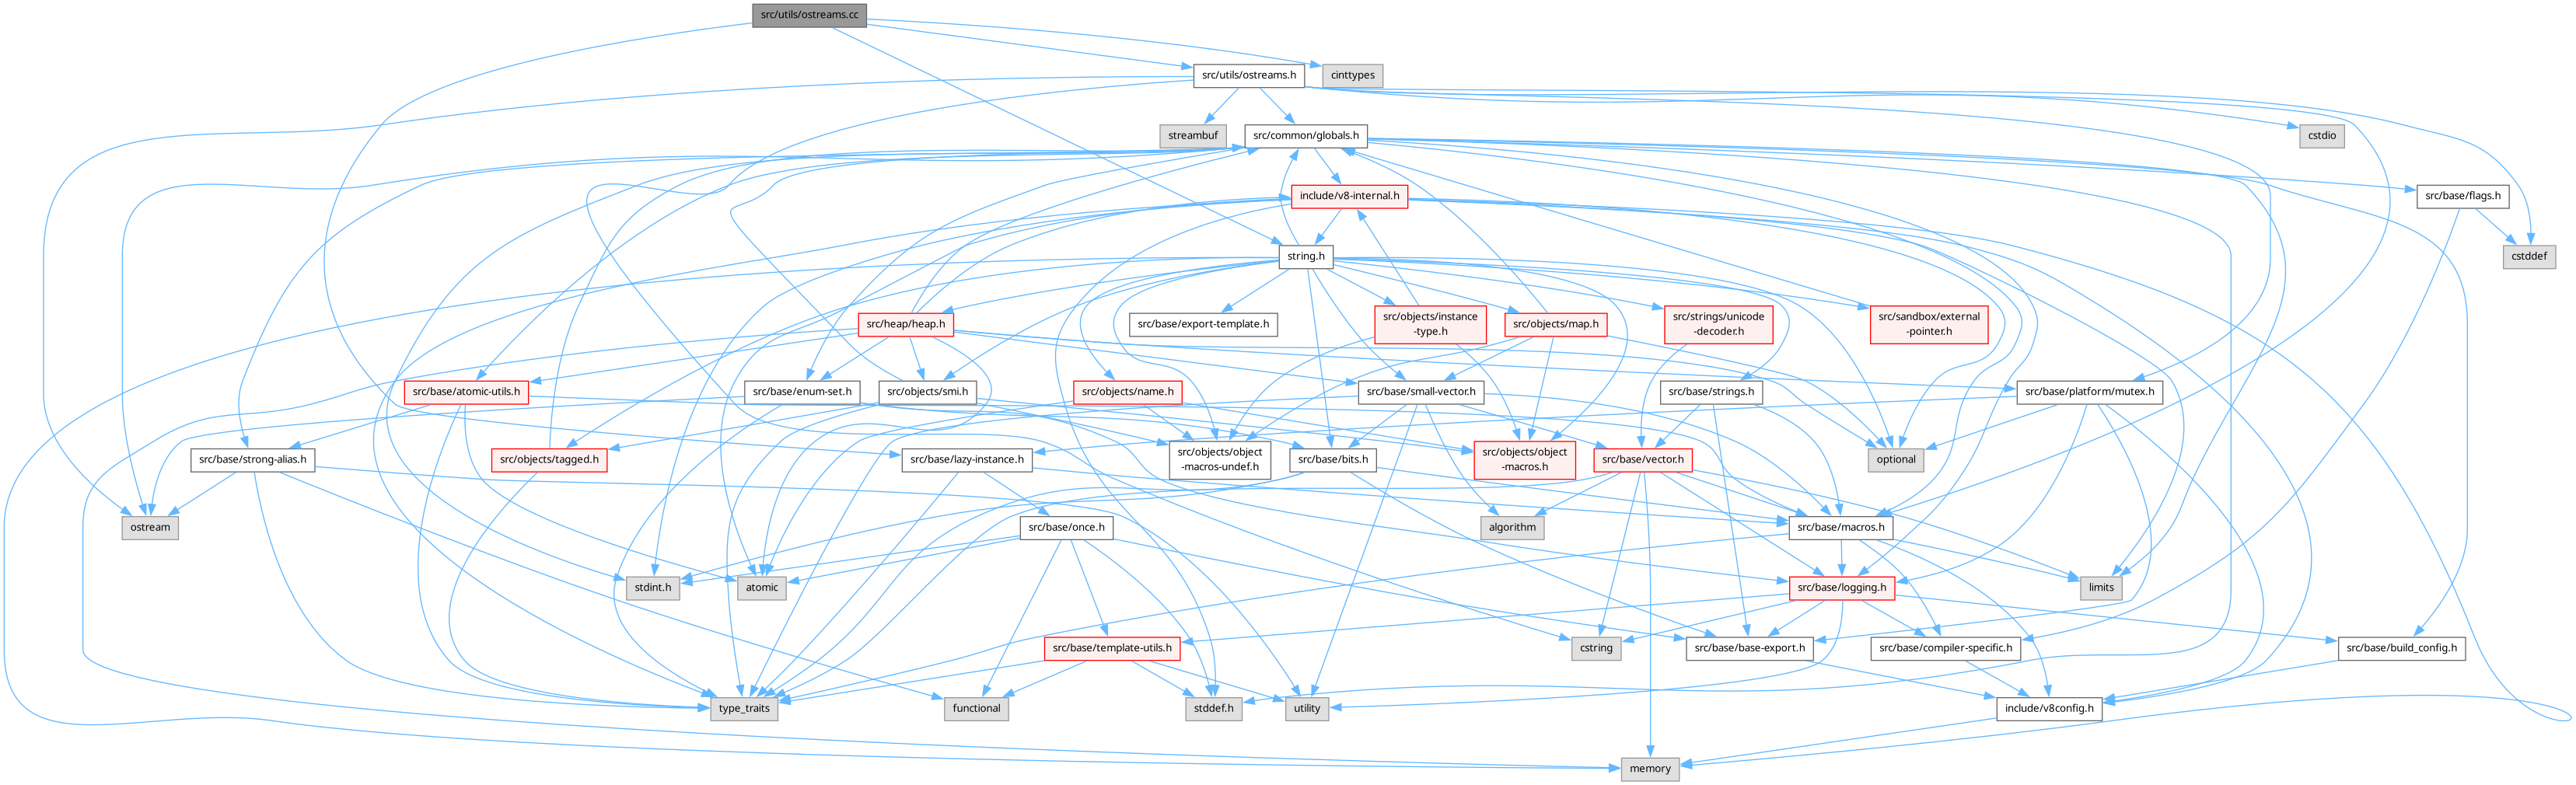 src/utils/ostreams.cc
src/utils/ostreams.h
cinttypes
streambuf
src/common/globals.h
cstdio
include/v8-internal.h
src/base/flags.h
string.h
cstddef
src/heap/heap.h
src/base/export-template.h
src/objects/instance
-type.h
src/objects/map.h
src/strings/unicode
-decoder.h
src/sandbox/external
-pointer.h
src/base/atomic-utils.h
src/base/enum-set.h
src/objects/smi.h
src/objects/name.h
src/base/small-vector.h
src/base/strings.h
src/base/platform/mutex.h
src/base/strong-alias.h
src/objects/tagged.h
src/base/lazy-instance.h
src/objects/object
-macros-undef.h
src/base/bits.h
src/objects/object
-macros.h
src/base/vector.h
optional
ostream
src/base/once.h
algorithm
src/base/macros.h
stdint.h
atomic
src/base/logging.h
limits
src/base/template-utils.h
cstring
src/base/base-export.h
src/base/compiler-specific.h
src/base/build_config.h
type_traits
functional
stddef.h
utility
include/v8config.h
memory